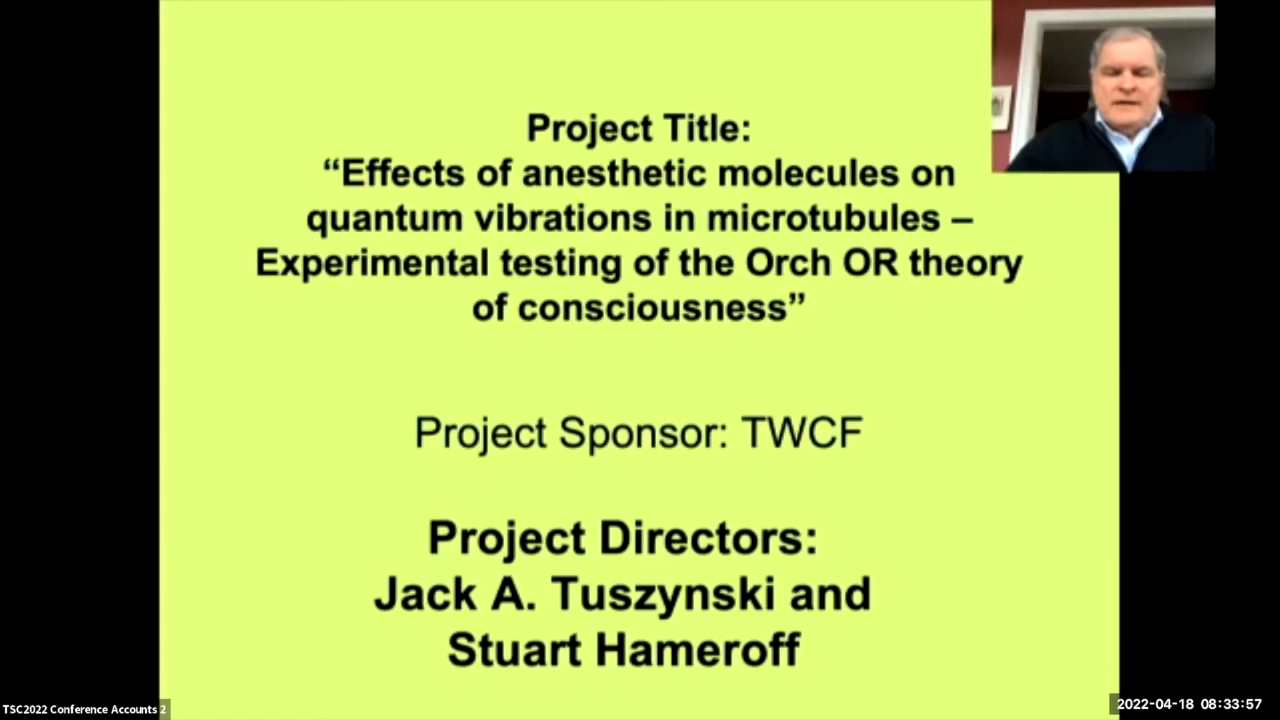 Project Title:
“Effects of anesthetic molecules on
quantum vibrations in microtubules –
Experimental testing of the Orch OR theory
of consciousness”
Project Sponsor: TWCF
Project Directors:
Jack A. Tuszynski and
Stuart Hameroff
TSC2022 Conference Accounts 2
2022-04-18 08:33:57